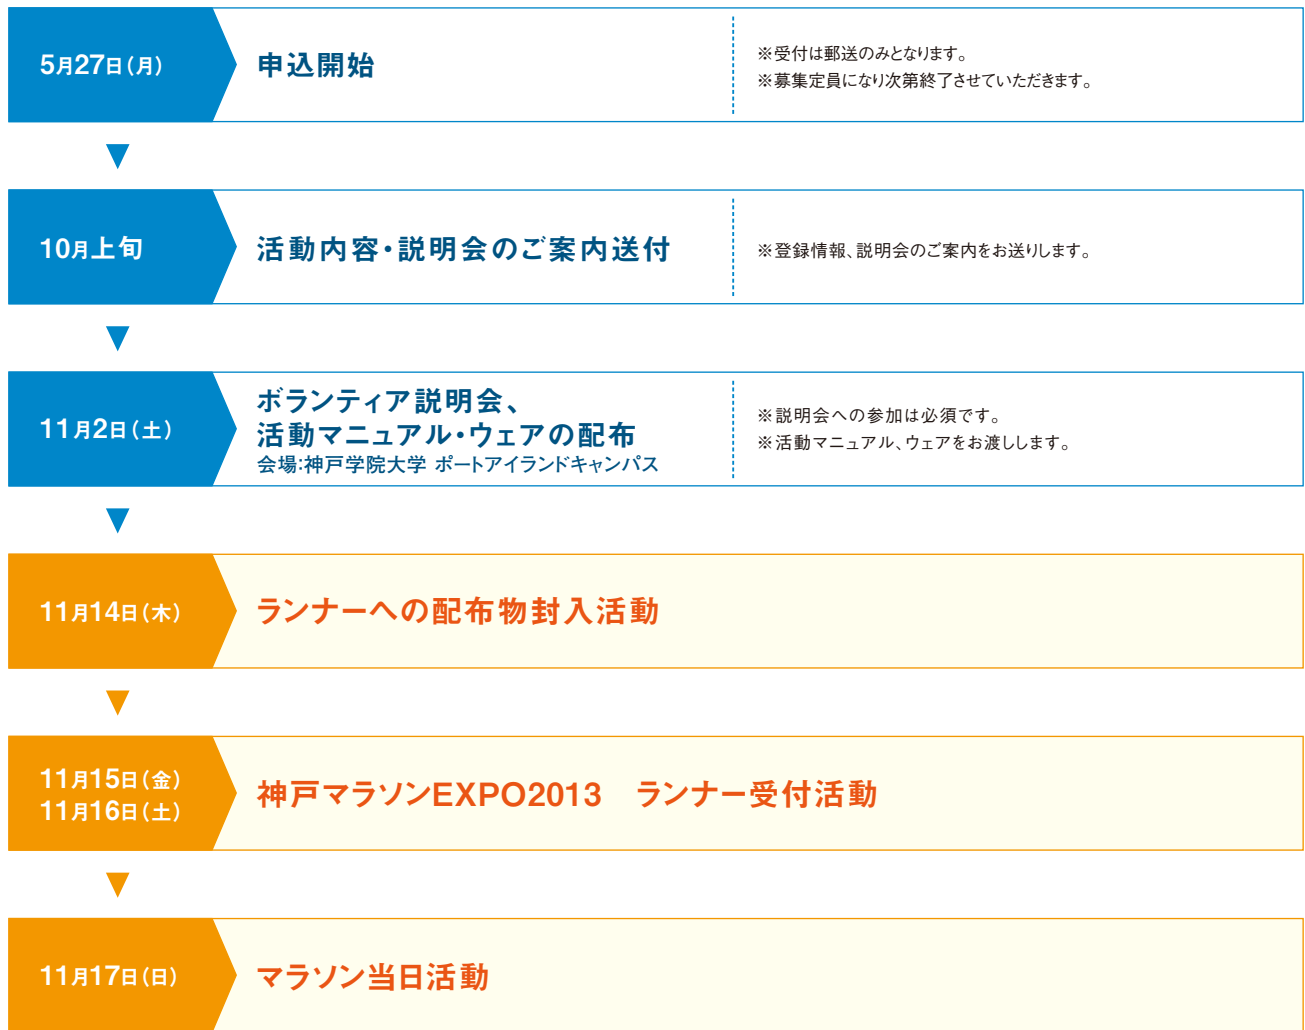 5月27日(月)
申込開始
※受付は郵送のみとなります。
※募集定員になり次第終了させていただきます。
10月上旬
活動内容・説明会のご案内送付
※登録情報、説明会のご案内をお送りします。
11月2日(土)
ボランティア説明会、
活動マニュアル・ウェアの配布
会場:神戸学院大学 ポートアイランドキャンパス
※説明会への参加は必須です。
※活動マニュアル、ウェアをお渡しします。
11月14日(木)
ランナーへの配布物封入活動
11月15日(金)
11月16日(土)
神戸マラソンEXPO2013　ランナー受付活動
11月17日(日)
マラソン当日活動